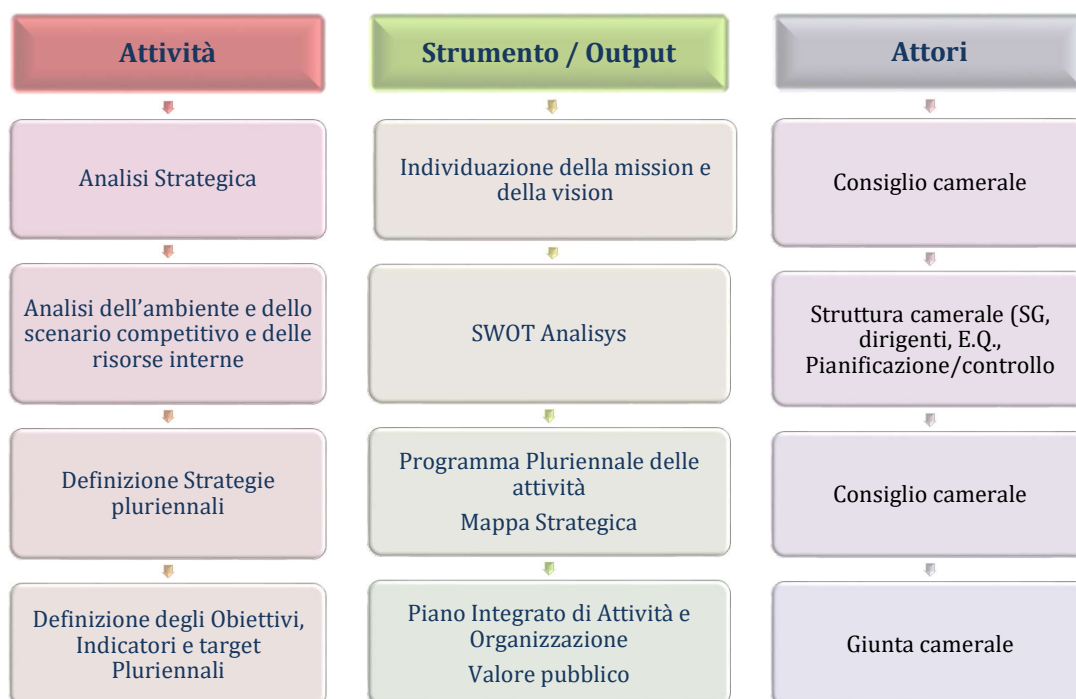 Attività
Analisi Strategica
Analisi dell’ambiente e dello
scenario competitivo e delle
risorse interne
Definizione Strategie
pluriennali
Definizione degli Obiettivi,
Indicatori e target
Pluriennali
Strumento / Output
Individuazione della mission e
della vision
SWOT Analisys
Programma Pluriennale delle
attività
Mappa Strategica
Piano Integrato di Attività e
Organizzazione
Valore pubblico
Attori
Consiglio camerale
Struttura camerale (SG,
dirigenti, E.Q.,
Pianificazione/controllo
Consiglio camerale
Giunta camerale